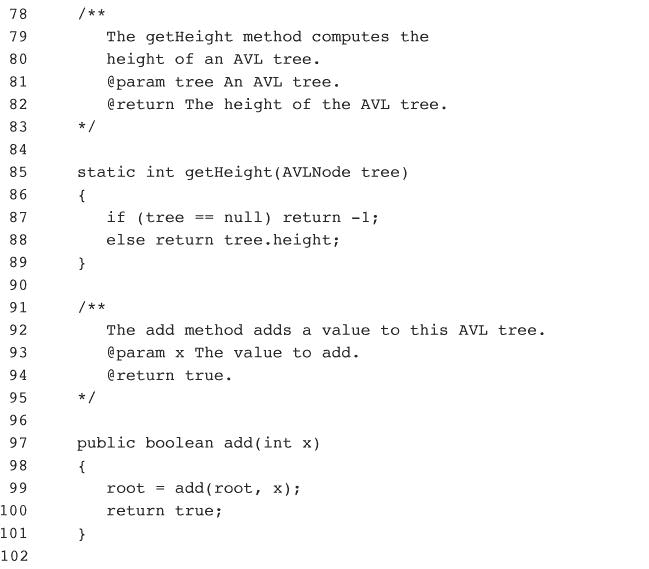 78     /**
79        The getHeight method computes the
80        height of an AVL tree.
81        @param tree An AVL tree.
82        @return The height of the AVL tree.
83     */
84
85     static int getHeight(AVLNode tree)
86     {
87        if (tree == null) return -1;
88        else return tree.height;
89     }
90
91     /**
92        The add method adds a value to this AVL tree.
93        @param x The value to add.
94        @return true.
95     */
96
97     public boolean add(int x)
98     {
99        root = add(root, x);
100       return true;
101    }
102